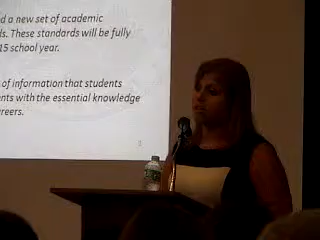 d a new set of academic
ds. These standards will be fully
15 school year.
of information that students
ents with the essential knowledge
reers.